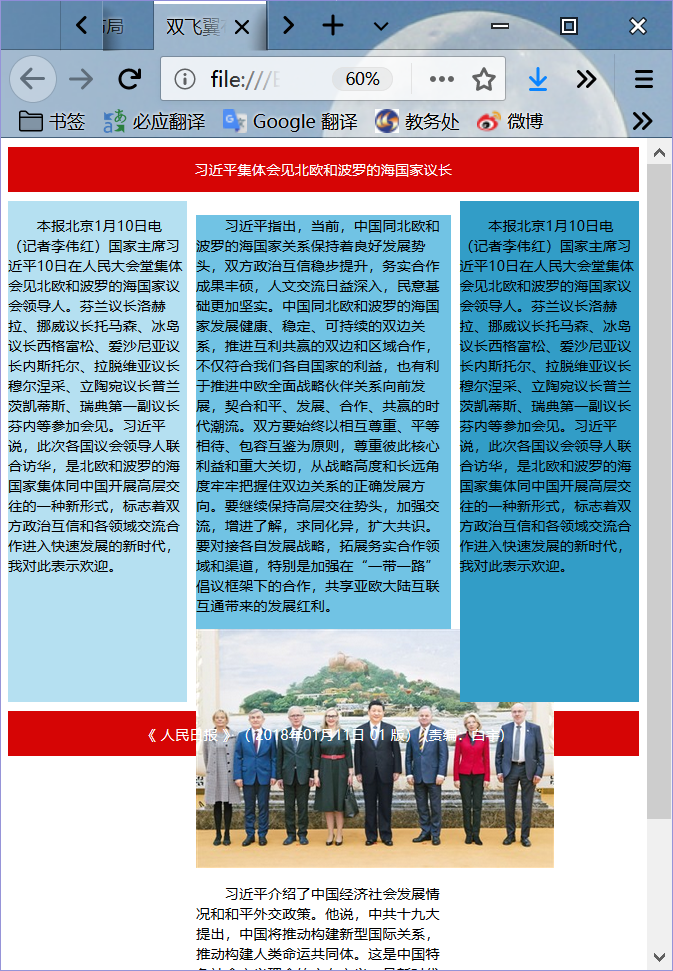 布局
双飞翼
file:///E
60%
书签
必应翻译
Google 翻译
教务处
微博
习近平集体会见北欧和波罗的海国家议长
本报北京1月10日电
（记者李伟红）国家主席习
近平10日在人民大会堂集体
会见北欧和波罗的海国家议
会领导人。芬兰议长洛赫
拉、挪威议长托马森、冰岛
议长西格富松、爱沙尼亚议
长内斯托尔、拉脱维亚议长
穆尔涅采、立陶宛议长普兰
茨凯蒂斯、瑞典第一副议长
芬内等参加会见。习近平
说，此次各国议会领导人联
合访华，是北欧和波罗的海
国家集体同中国开展高层交
往的一种新形式，标志着双
方政治互信和各领域交流合
作进入快速发展的新时代，
我对此表示欢迎。
习近平指出，当前，中国同北欧和
波罗的海国家关系保持着良好发展势
头，双方政治互信稳步提升，务实合作
成果丰硕，人文交流日益深入，民意基
础更加坚实。中国同北欧和波罗的海国
家发展健康、稳定、可持续的双边关
系，推进互利共赢的双边和区域合作，
不仅符合我们各自国家的利益，也有利
于推进中欧全面战略伙伴关系向前发
展，契合和平、发展、合作、共赢的时
代潮流。双方要始终以相互尊重、平等
相待、包容互鉴为原则，尊重彼此核心
利益和重大关切，从战略高度和长远角
度牢牢把握住双边关系的正确发展方
向。要继续保持高层交往势头，加强交
流，增进了解，求同化异，扩大共识。
要对接各自发展战略，拓展务实合作领
域和渠道，特别是加强在“一带一路”
倡议框架下的合作，共享亚欧大陆互联
互通带来的发展红利。
本报北京1月10日电
（记者李伟红）国家主席习
近平10日在人民大会堂集体
会见北欧和波罗的海国家议
会领导人。芬兰议长洛赫
拉、挪威议长托马森、冰岛
议长西格富松、爱沙尼亚议
长内斯托尔、拉脱维亚议长
穆尔涅采、立陶宛议长普兰
茨凯蒂斯、瑞典第一副议长
芬内等参加会见。习近平
说，此次各国议会领导人联
合访华，是北欧和波罗的海
国家集体同中国开展高层交
往的一种新形式，标志着双
方政治互信和各领域交流合
作进入快速发展的新时代，
我对此表示欢迎。
《 人民日报 》（ 2018年01月11日 01 版）（责编：白宇）
习近平介绍了中国经济社会发展情
况和和平外交政策。他说，中共十九大
提出，中国将推动构建新型国际关系，
推动构建人类命运共同体。这是中国特